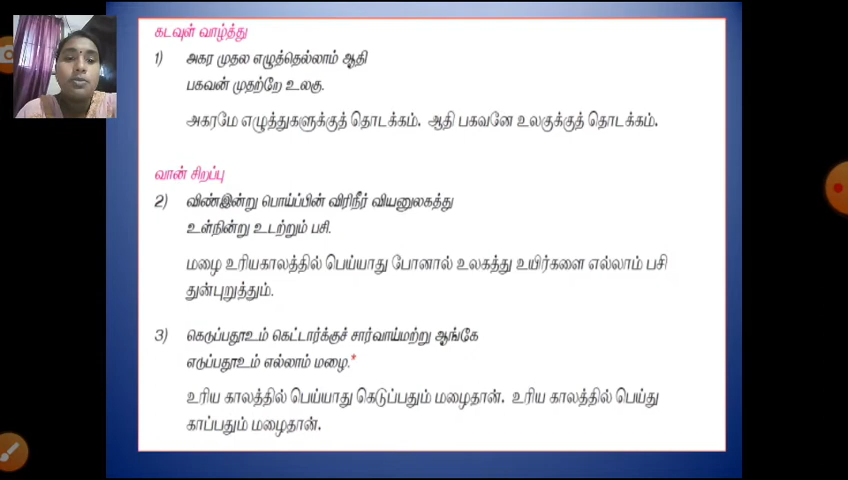 கடவுள் வாழ்த்து
1) அகர முதல எழுத்தெல்லாம் ஆதி
பகவன் முதற்றே உலகு.
அகரமே எழுத்துகளுக்குத் தொடக்கம். ஆதி பகவனே உலகுக்குத் தொடக்கம்.
வான் சிறப்பு
2) விண்இன்று பொய்ப்பின் விரிநீர் வியனுலகத்து
உள்நின்று உடற்றும் பசி.
மழை உரியகாலத்தில் பெய்யாது போனால் உலகத்து உயிர்களை எல்லாம் பசி
துன்புறுத்தும்.
3) கெடுப்பதூஉம் கெட்டார்க்குச் சார்வாய்மற்று ஆங்கே
எடுப்பதூஉம் எல்லாம் மழை.*
உரிய காலத்தில் பெய்யாது கெடுப்பதும் மழைதான். உரிய காலத்தில் பெய்து
காப்பதும் மழைதான்.